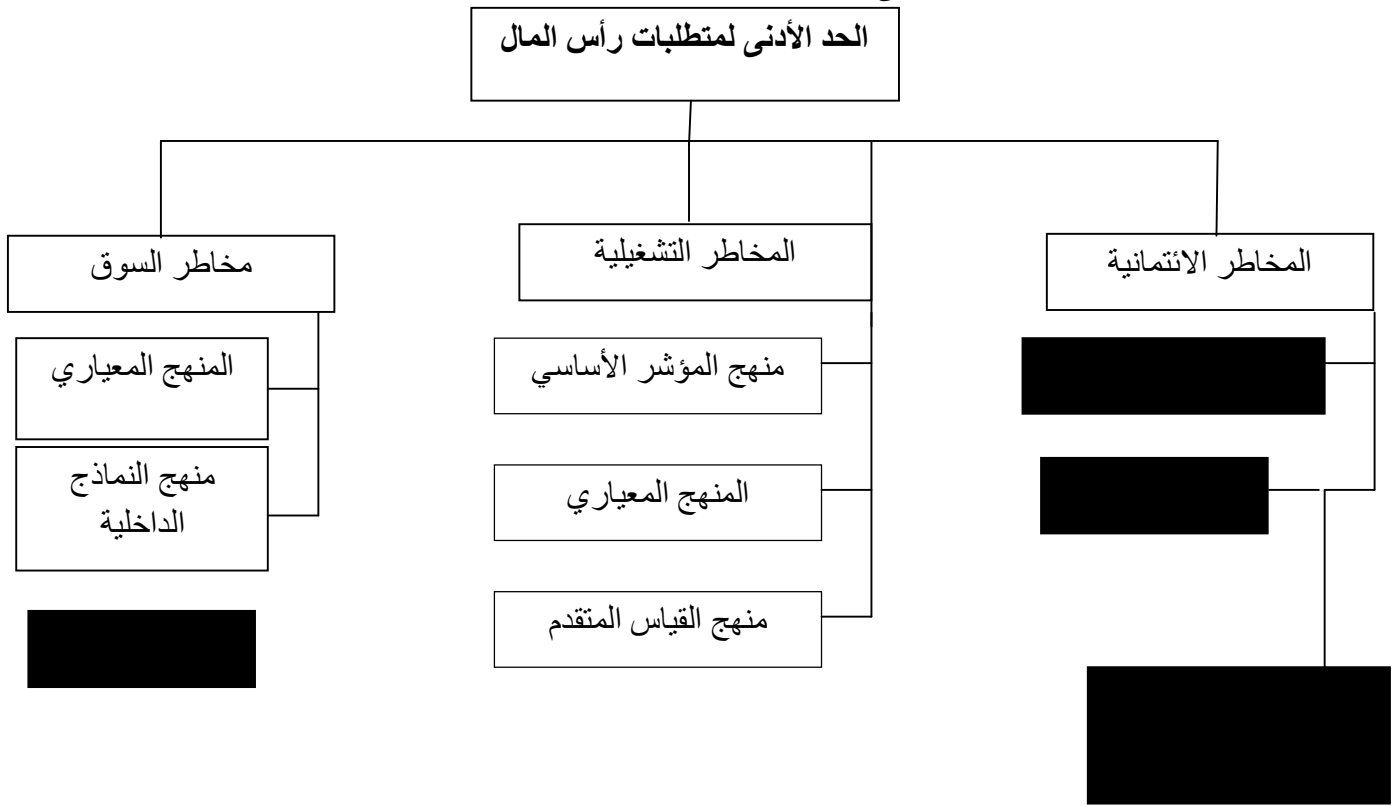 الحد الأدنى لمتطلبات رأس المال
المخاطر الائتمانية
المخاطر التشغيلية
منهج المؤشر الأساسي
المنهج المعياري
منهج القياس المتقدم
مخاطر السوق
المنهج المعياري
منهج النماذج
الداخلية